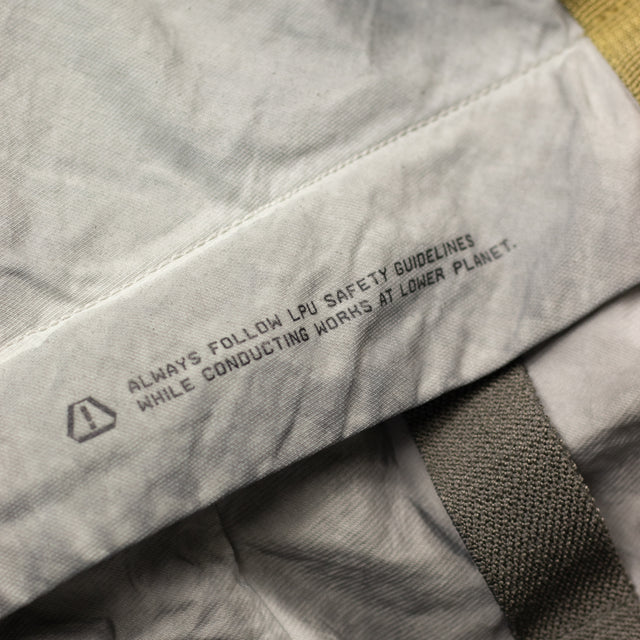 ALWAYS FOLLOW LPU SAFETY GUIDELINES
WHILE CONDUCTING WORKS AT LOWER PLANET.